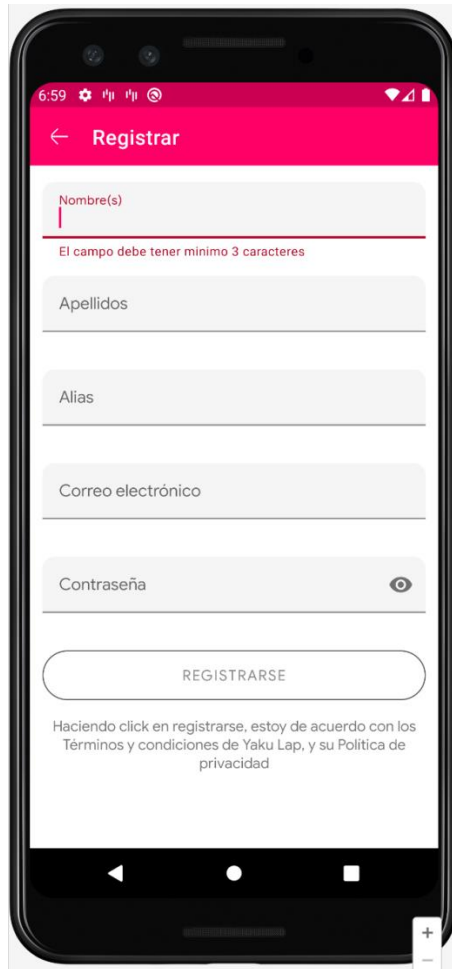 6:59
Registrar
Nombre(s)
El campo debe tener minimo 3 caracteres
Apellidos
Alias
Correo electrónico
Contraseña
REGISTRARSE
Haciendo click en registrarse, estoy de acuerdo con los
Términos y condiciones de Yaku Lap, y su Política de
privacidad